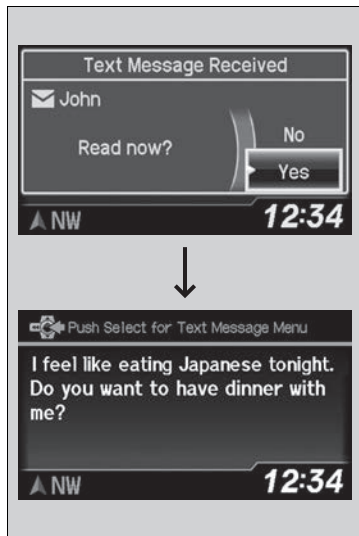 Text Message Received
John
Read now?
No
Yes
NW
12:34
Push Select for Text Message Menu
I feel like eating Japanese tonight.
Do you want to have dinner with
me?
NW
12:34